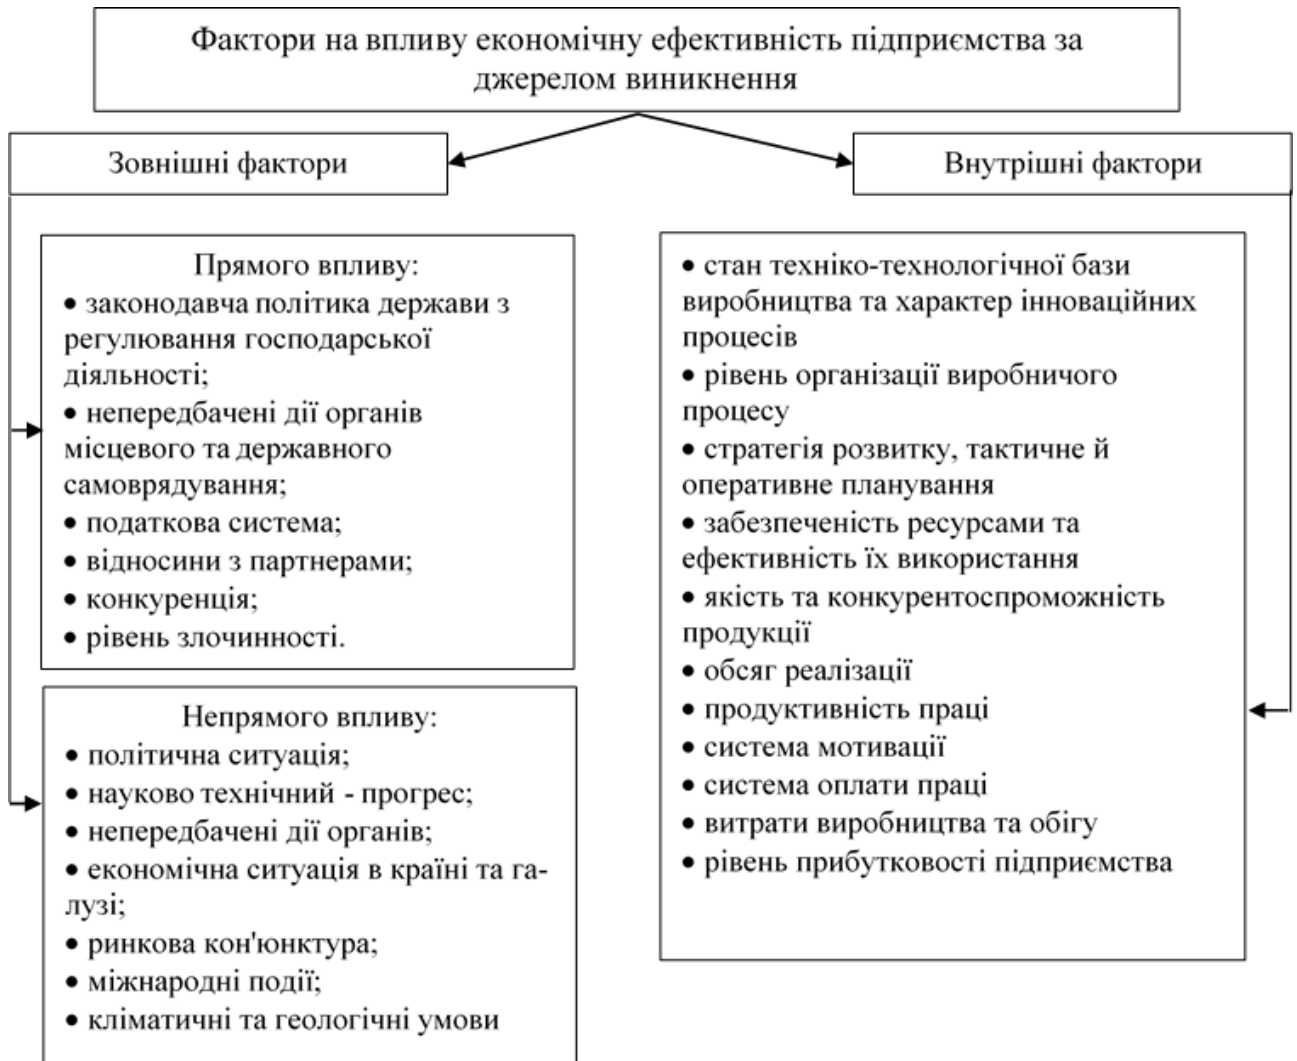 Фактори на впливу економічну ефективність підприємства за
джерелом виникнення
Зовнішні фактори
Внутрішні фактори
Прямого впливу:
• законодавча політика держави з
регулювання господарської
діяльності;
• непередбачені дії органів
місцевого та державного
самоврядування;
• податкова система;
• відносини з партнерами;
• конкуренція;
• рівень злочинності.
Непрямого впливу:
• політична ситуація;
• науково технічний - прогрес;
• непередбачені дії органів;
• економічна ситуація в країні та га-
лузі;
• ринкова кон'юнктура;
• міжнародні події;
• кліматичні та геологічні умови
• стан техніко-технологічної бази
виробництва та характер інноваційних
процесів
• рівень організації виробничого
процесу
• стратегія розвитку, тактичне й
оперативне планування
• забезпеченість ресурсами та
ефективність їх використання
• якість та конкурентоспроможність
продукції
• обсяг реалізації
• продуктивність праці
• система мотивації
• система оплати праці
• витрати виробництва та обігу
• рівень прибутковості підприємства